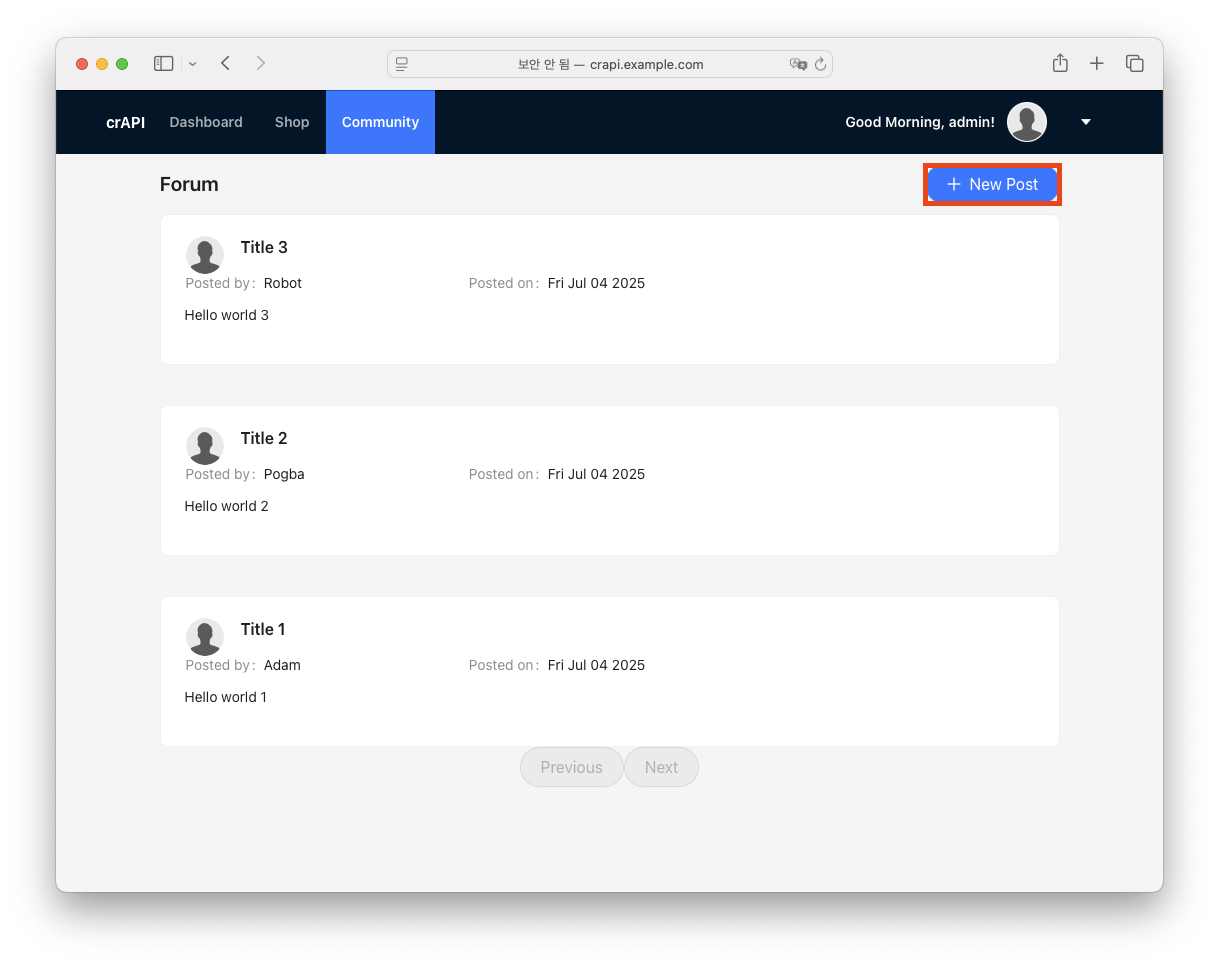 보안 안 됨 — crapi.example.com
crAPI Dashboard Shop Community Good Morning, admin!
Forum
+ New Post
Title 3
Posted by: Robot Posted on: Fri Jul 04 2025
Hello world 3
Title 2
Posted by: Pogba Posted on: Fri Jul 04 2025
Hello world 2
Title 1
Posted by: Adam Posted on: Fri Jul 04 2025
Hello world 1
Previous Next